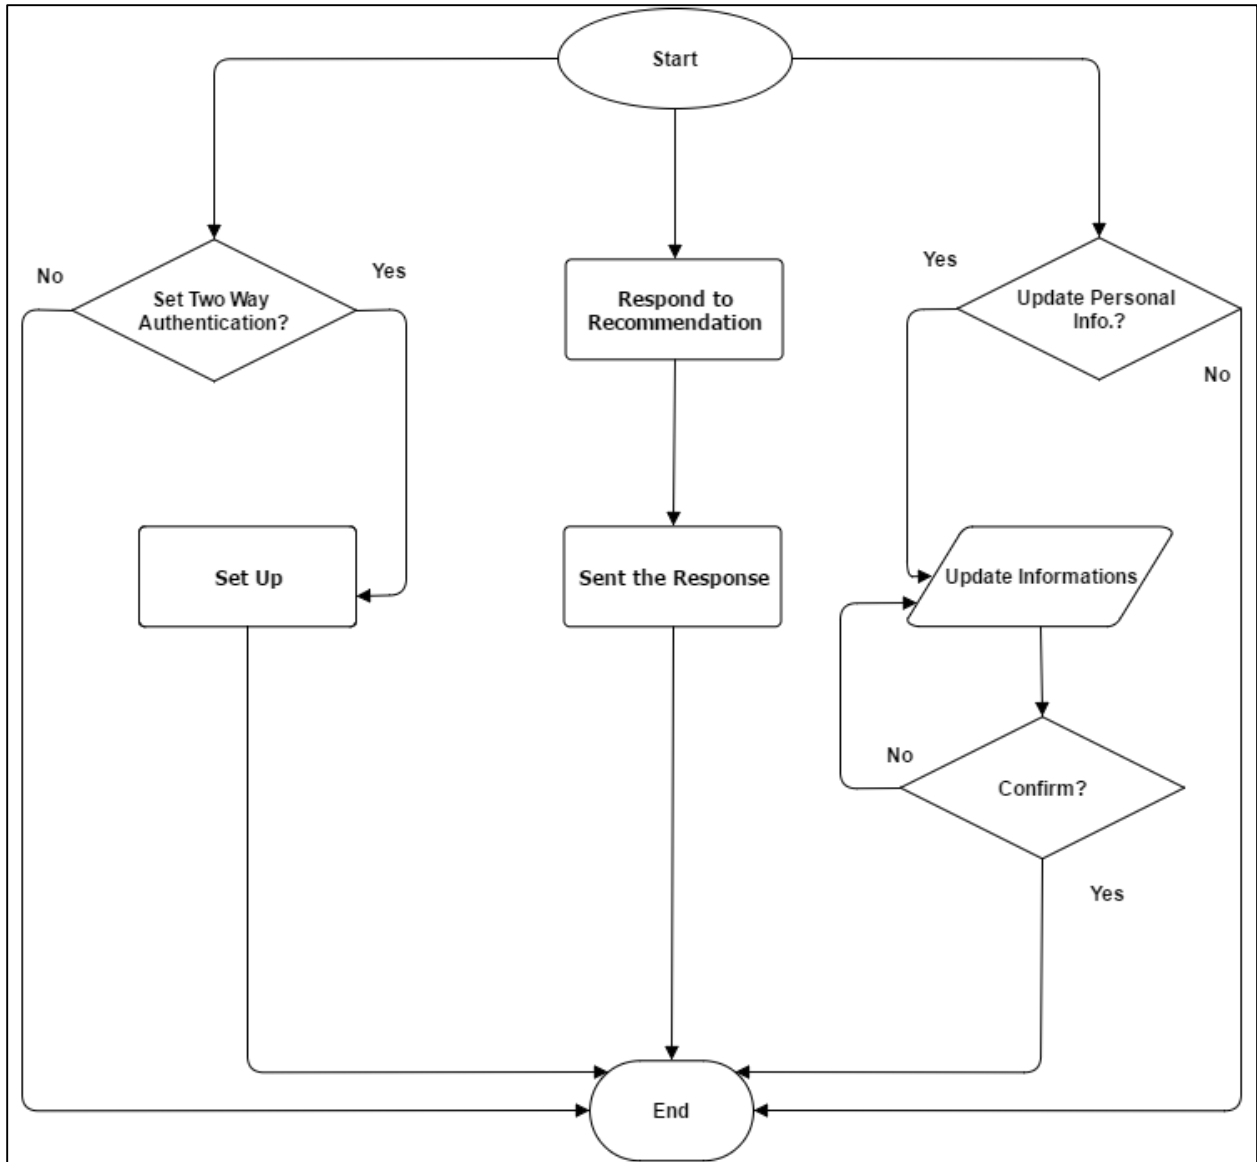 Start
No
Yes
Set Two Way
Authentication?
Respond to
Recommendation
Yes
Update Personal
Info.?
No
Set Up
Sent the Response
Update Informations
No
Confirm?
Yes
End